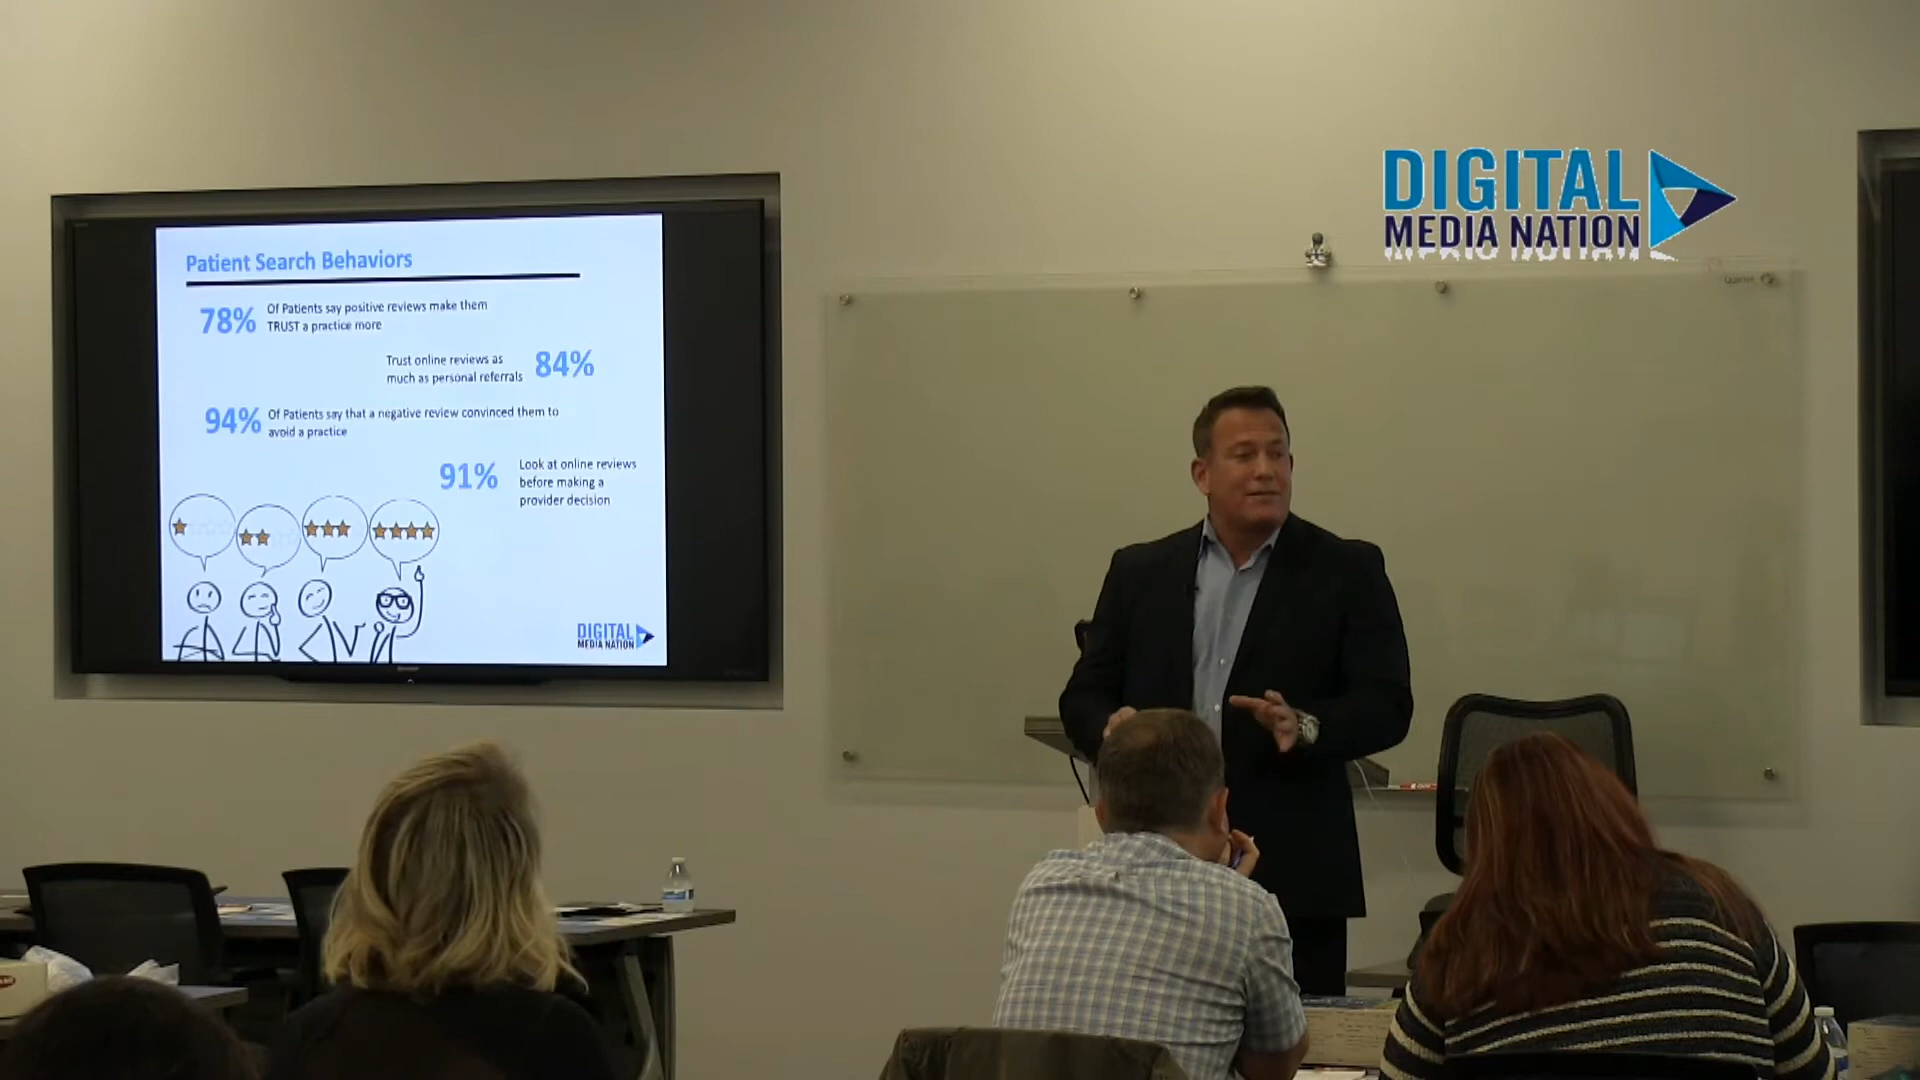 Patient Search Behaviors
78%
Of Patients say positive reviews make them
TRUST a practice more
Trust online reviews as
much as personal referrals
84%
94%
Of Patients say that a negative review convinced them to
avoid a practice
91%
Look at online reviews
before making a
provider decision
DIGITAL
MEDIA NATION
DIGITAL
MEDIA NATION